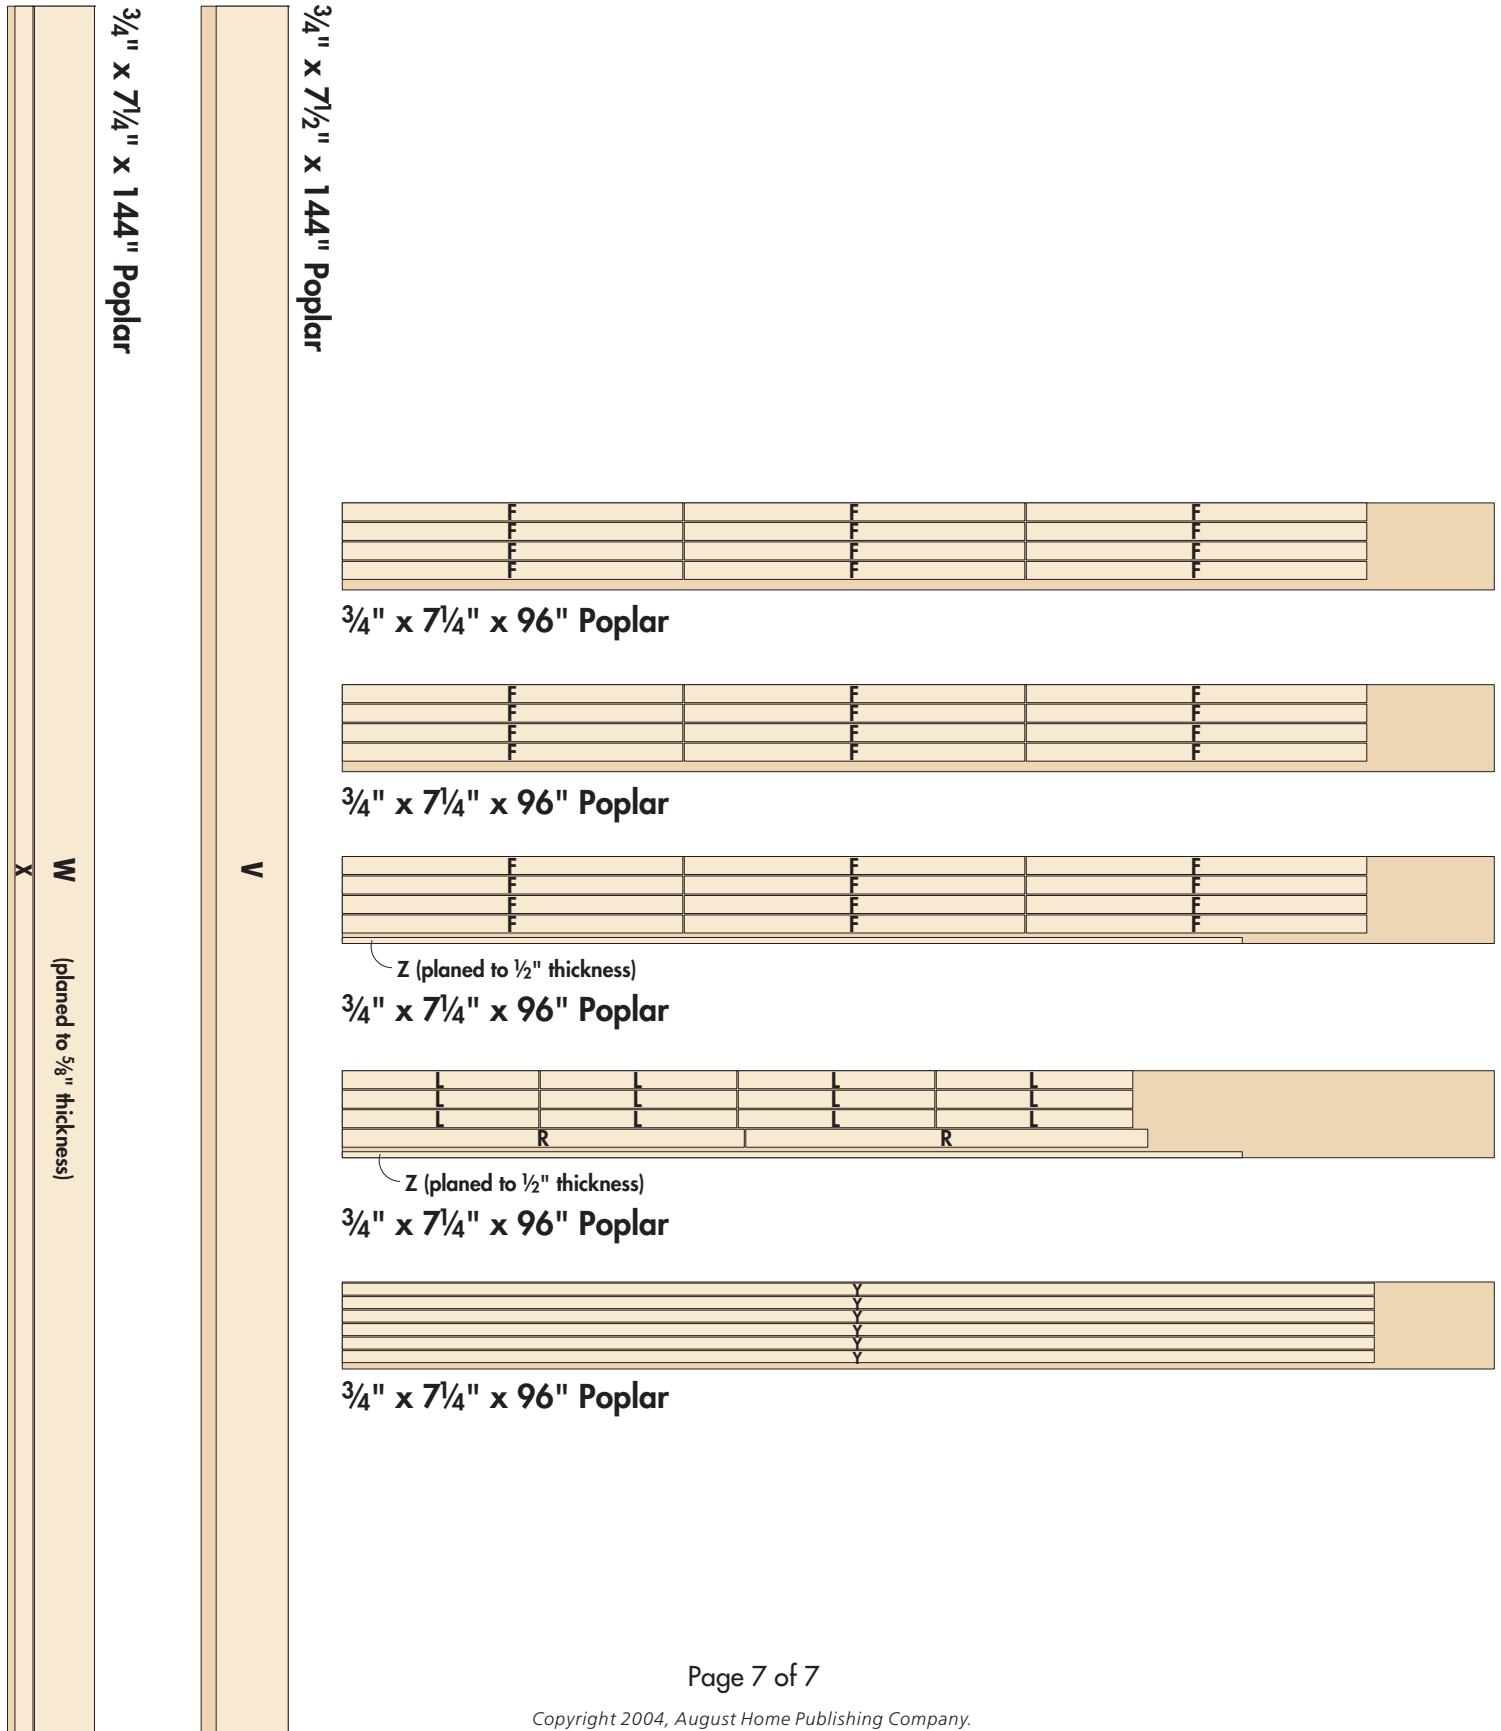 ¾" x 7¼" x 144" Poplar
X
W
(planed to ⅝" thickness)
¾" x 7½" x 144" Poplar
V
F F F
F F F
F F F
F F F
¾" x 7¼" x 96" Poplar
F F F
F F F
F F F
F F F
¾" x 7¼" x 96" Poplar
F F F
F F F
F F F
F F F
Z (planed to ½" thickness)
¾" x 7¼" x 96" Poplar
L L L L
L L L L
L L L L
R R
Z (planed to ½" thickness)
¾" x 7¼" x 96" Poplar
Y
Y
Y
Y
Y
Y
¾" x 7¼" x 96" Poplar
Page 7 of 7
Copyright 2004, August Home Publishing Company.